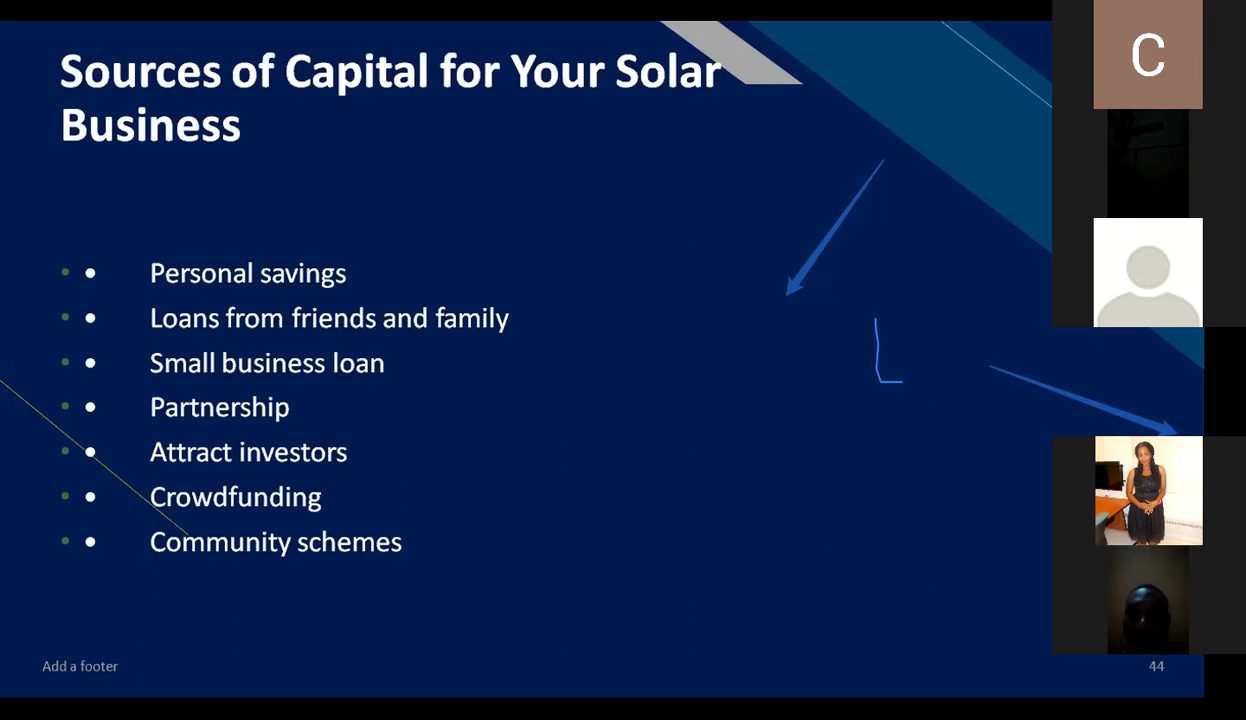 Sources of Capital for Your Solar
Business
• • Personal savings
• • Loans from friends and family
• • Small business loan
• • Partnership
• • Attract investors
• • Crowdfunding
• • Community schemes
Add a footer
44
C
L